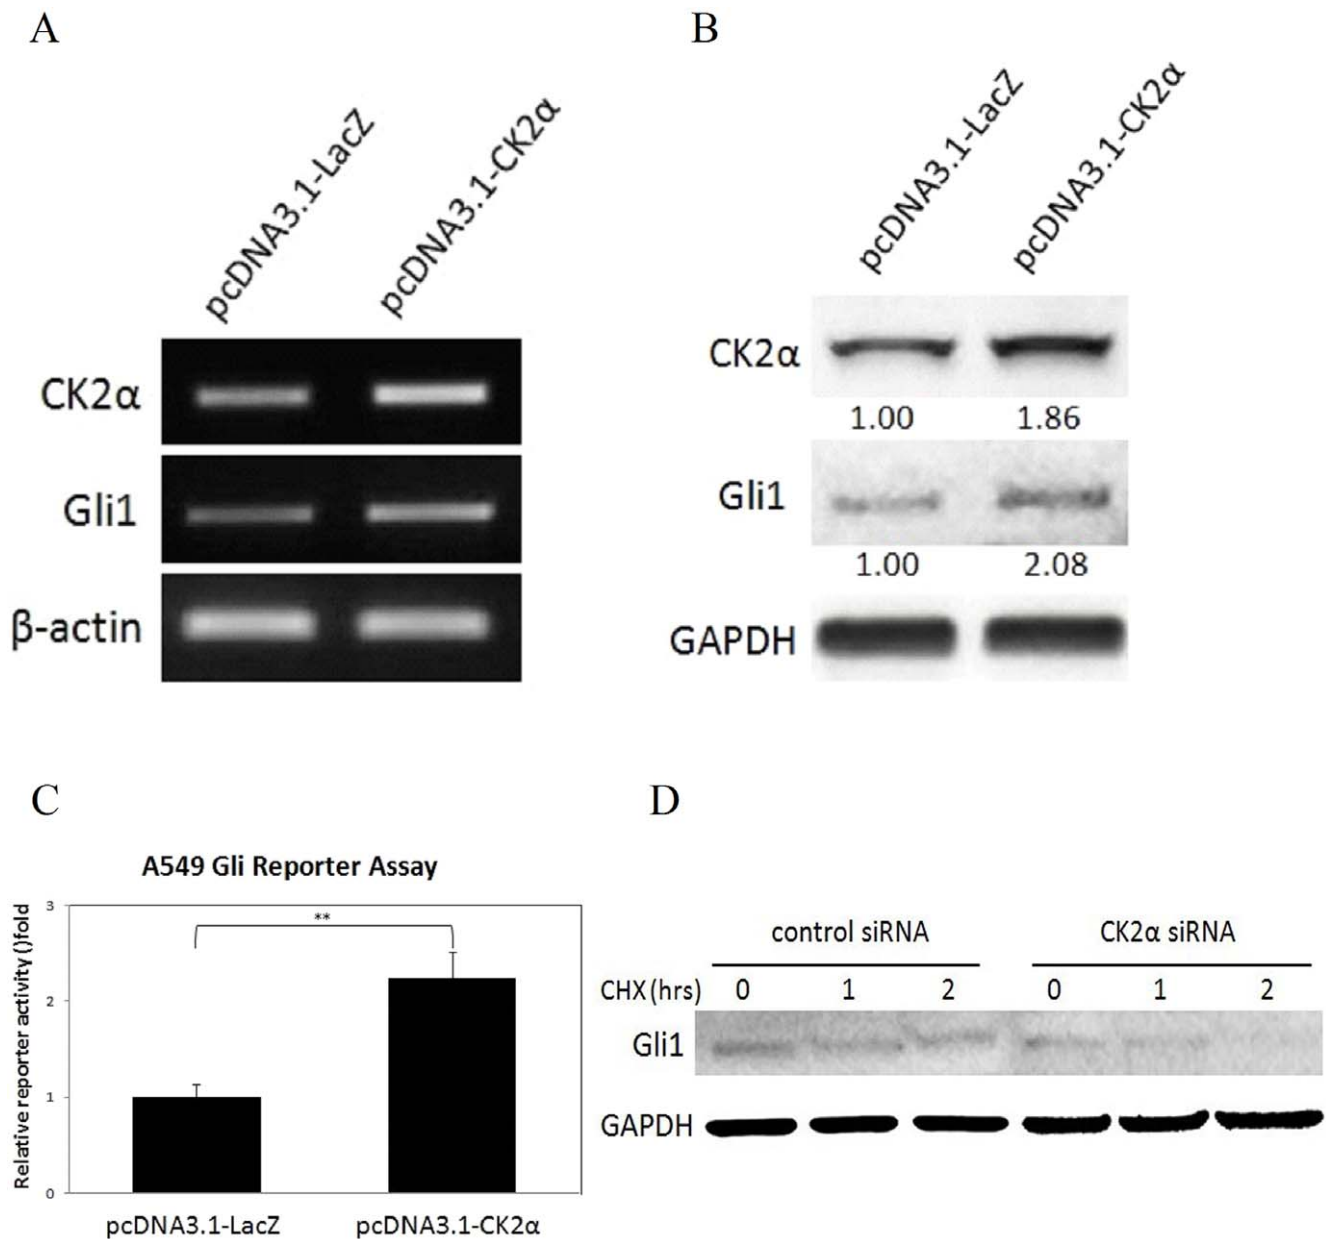 A
pcDNA3.1-LacZ
pcDNA3.1-CK2α
CK2α
Gli1
β-actin
B
pcDNA3.1-LacZ
pcDNA3.1-CK2α
CK2α
1.00 1.86
Gli1
1.00 2.08
GAPDH
C
A549 Gli Reporter Assay
Relative reporter activity ()fold
3
2
1
0
**
pcDNA3.1-LacZ pcDNA3.1-CK2α
D
control siRNA CK2α siRNA
CHX(hrs) 0 1 2 0 1 2
Gli1
GAPDH